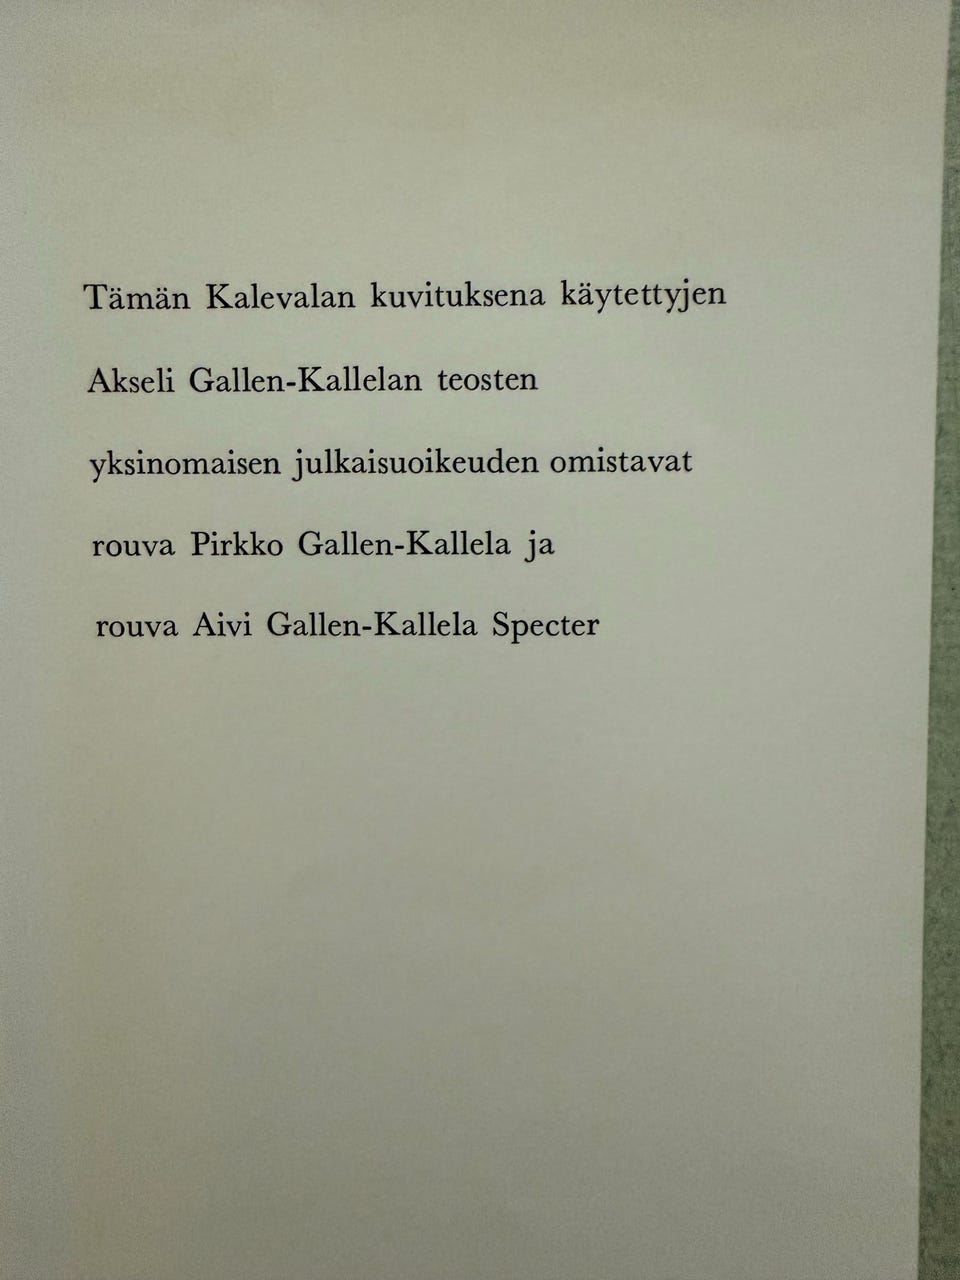 Tämän Kalevalan kuvituksena käytettyjen
Akseli Gallen-Kallelan teosten
yksinomaisen julkaisuoikeuden omistavat
rouva Pirkko Gallen-Kallela ja
rouva Aivi Gallen-Kallela Specter